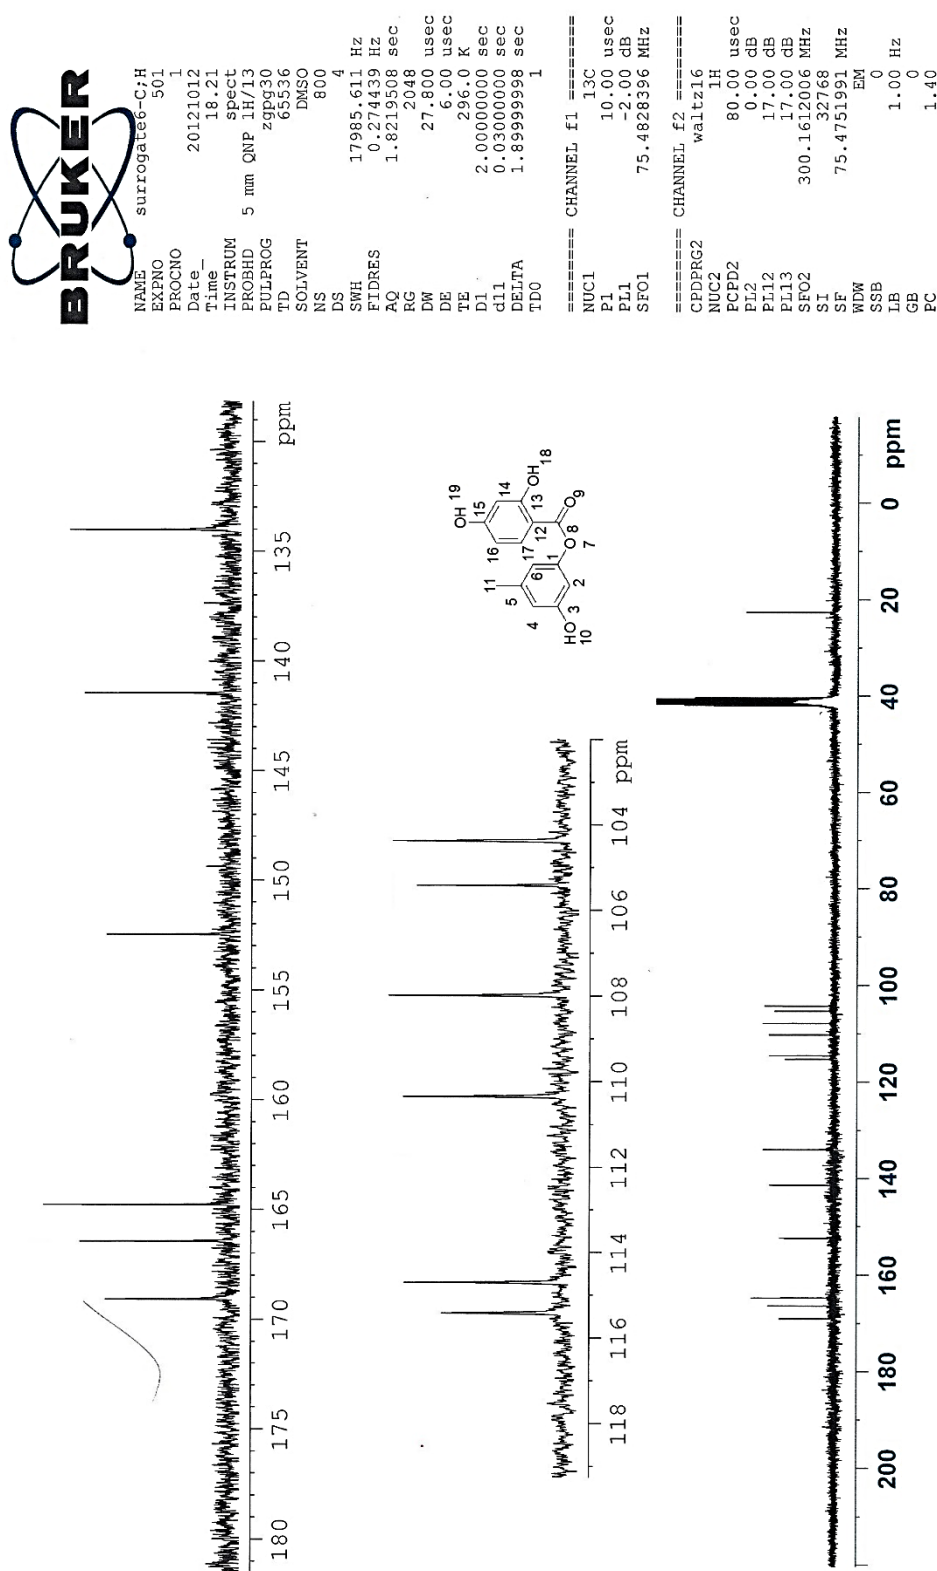 BRUKER
NAME surrogate6-C;H
EXPNO 501
PROCNO 1
Date_ 20121012
Time_ 18.21
INSTRUM spect
PROBHD 5 mm QNP 1H/13
PULPROG zgpg30
TD 65536
SOLVENT DMSO
NS 800
DS 4
SWH 17985.611 Hz
FIDRES 0.274439 Hz
AQ 1.8219508 sec
RG 2048
DW 27.800 usec
DE 6.00 usec
TE 296.0 K
D1 2.00000000 sec
d11 0.03000000 sec
DELTA 1.89999998 sec
TD0 1
======== CHANNEL f1 ========
NUC1 13C
P1 10.00 usec
PL1 -2.00 dB
SFO1 75.4828396 MHz
======== CHANNEL f2 ========
CPDPRG2 waltz16
NUC2 1H
PCPD2 80.00 usec
PL2 0.00 dB
PL12 17.00 dB
PL13 17.00 dB
SFO2 300.1612006 MHz
SI 32768
SF 75.4751991 MHz
WDW EM
SSB 0
LB 1.00 Hz
GB 0
PC 1.40
180 175 170 165 160 155 150 145 140 135 ppm
OH 19
15
14
16
13
OH 18
12
17
O 9
O 8
7
11
6
1
5
2
4
3
HO 10
118 116 114 112 110 108 106 104 ppm
200 180 160 140 120 100 80 60 40 20 0 ppm